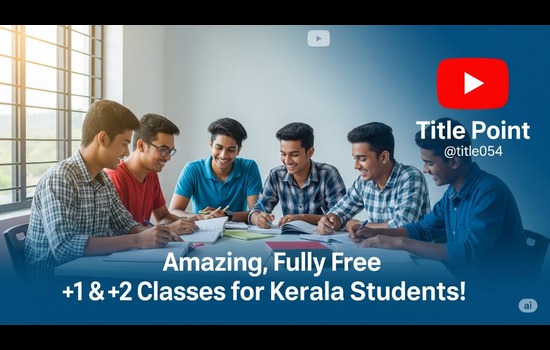 Title Point
@title054
Amazing, Fully Free
+1 & +2 Classes for Kerala Students!
ai